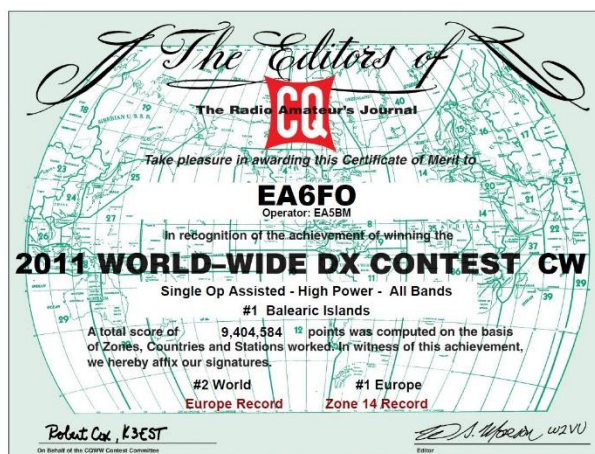 The Editors of
CQ
The Radio Amateur's Journal
Take pleasure in awarding this Certificate of Merit to
EA6FO
Operator: EA5BM
In recognition of the achievement of winning the
2011 WORLD-WIDE DX CONTEST CW
Single Op Assisted - High Power - All Bands
#1 Balearic Islands
A total score of 9,404,584 points was computed on the basis
of Zones, Countries and Stations worked. In witness of this achievement,
we hereby affix our signatures.
#2 World #1 Europe
Europe Record Zone 14 Record
Robert Cox, K3EST
W2VU
On Behalf of the CQWW Contest Committee
Editor